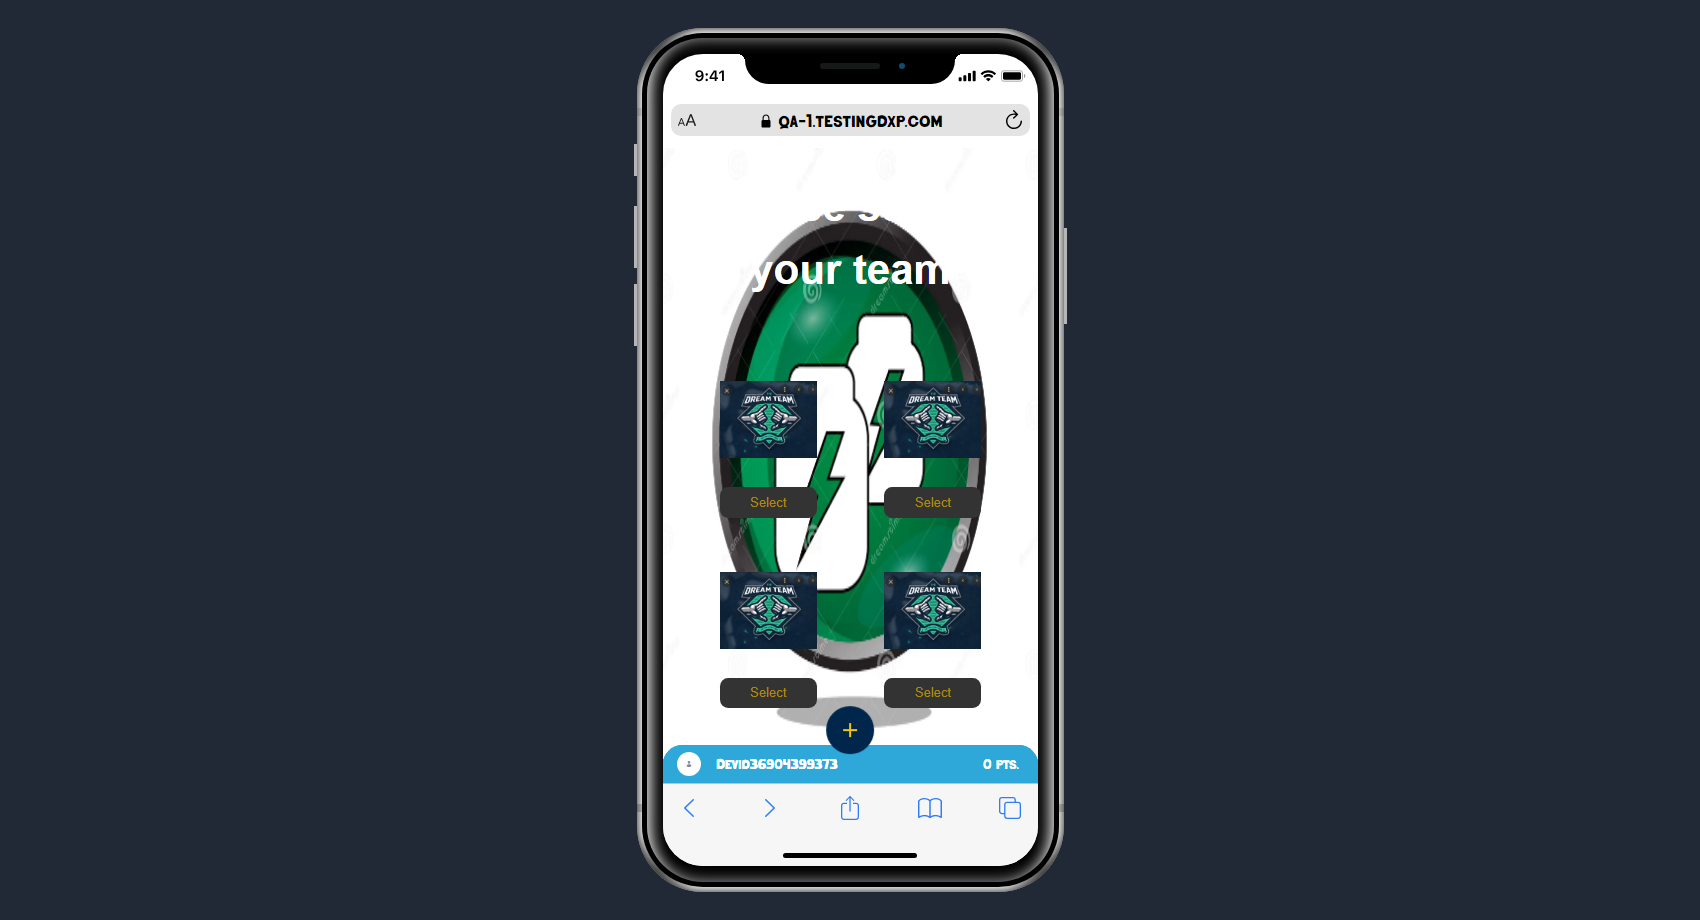 9:41
AA
QA-1.TESTINGDXP.COM
your team
DREAM TEAM
DREAM TEAM
Select
Select
DREAM TEAM
DREAM TEAM
Select
Select
+
Devid36904399373
0 PTS.